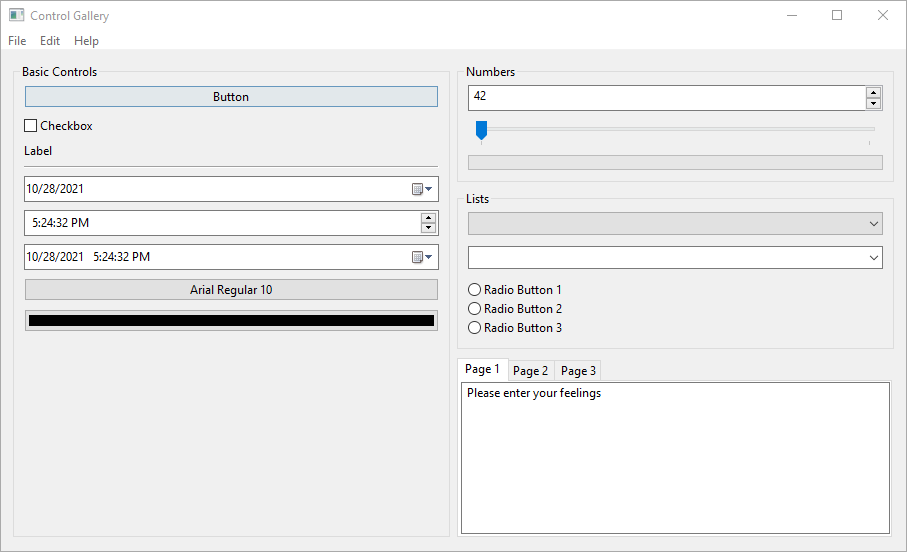 Control Gallery
File Edit Help
Basic Controls
Button
Checkbox
Label
10/28/2021
5:24:32 PM
10/28/2021 5:24:32 PM
Arial Regular 10
Numbers
42
Lists
Radio Button 1
Radio Button 2
Radio Button 3
Page 1 Page 2 Page 3
Please enter your feelings